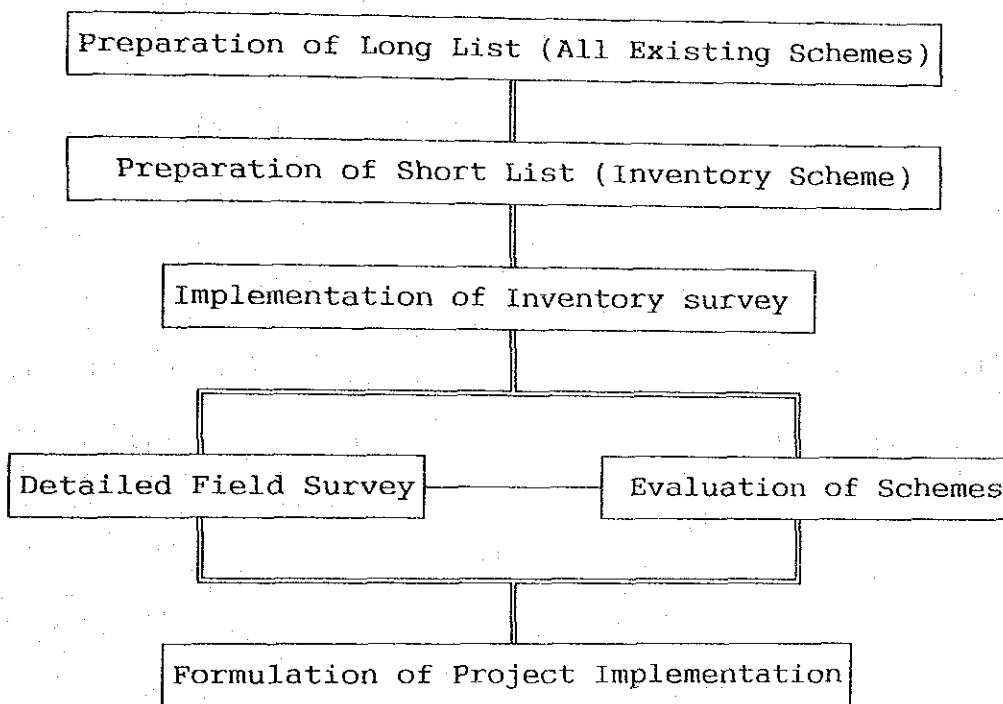 Preparation of Long List (All Existing Schemes)
Preparation of Short List (Inventory Scheme)
Implementation of Inventory survey
Detailed Field Survey
Evaluation of Schemes
Formulation of Project Implementation